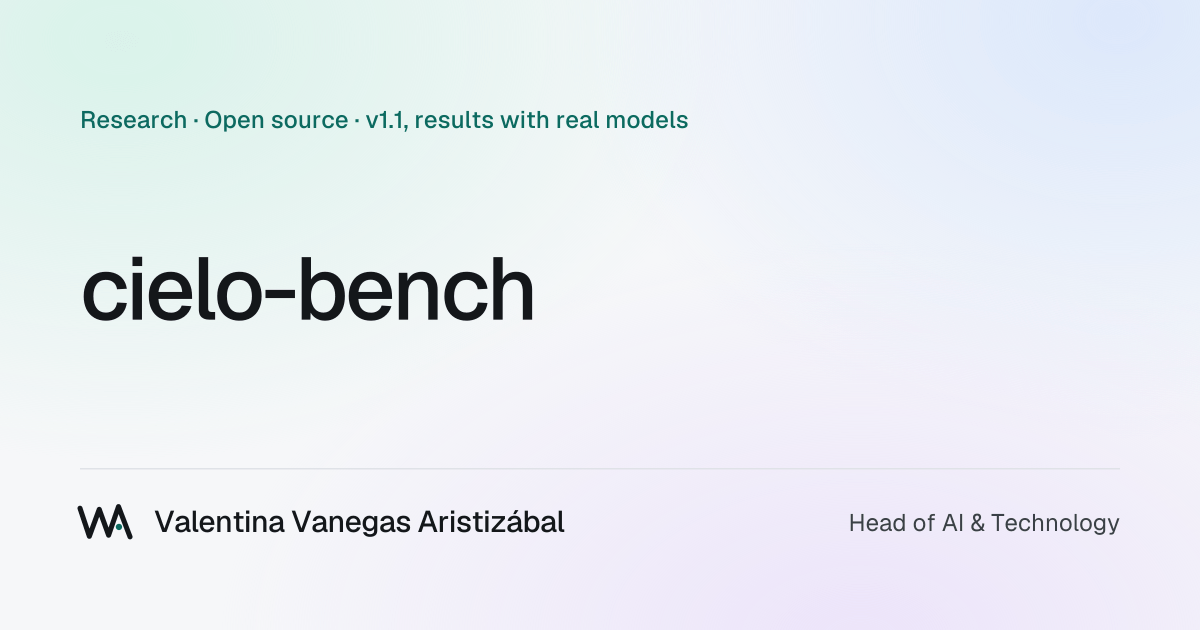 Research · Open source · v1.1, results with real models
cielo-bench
Valentina Vanegas Aristizábal
Head of AI & Technology